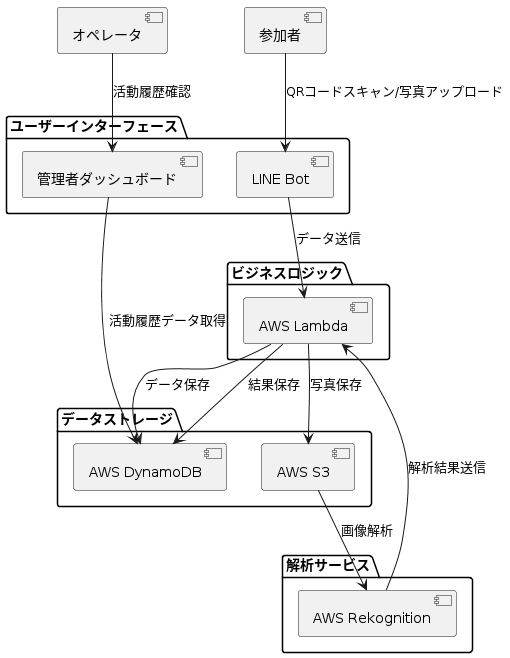 オペレータ
参加者
活動履歴確認
QRコードスキャン/写真アップロード
ユーザーインターフェース
管理者ダッシュボード
LINE Bot
データ送信
ビジネスロジック
AWS Lambda
活動履歴データ取得
データ保存
結果保存
写真保存
データストレージ
AWS DynamoDB
AWS S3
解析結果送信
画像解析
解析サービス
AWS Rekognition